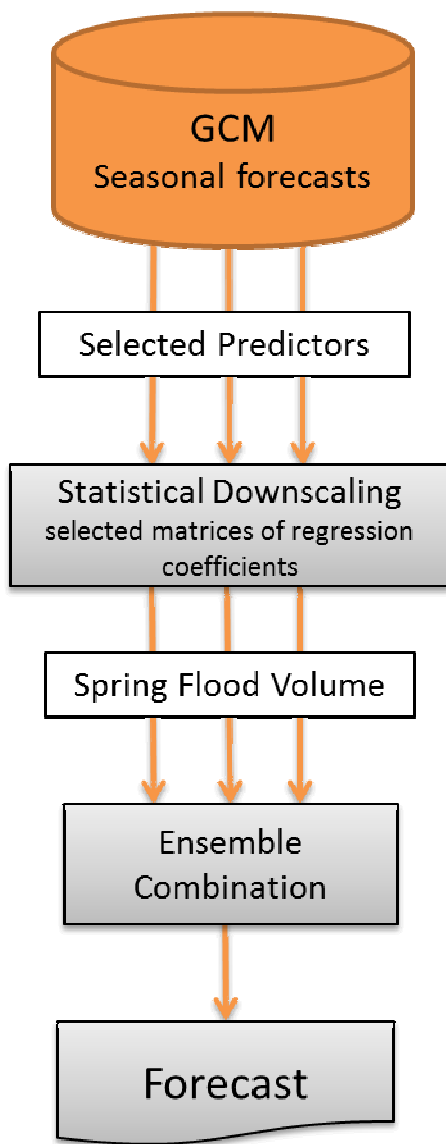 GCM
Seasonal forecasts
Selected Predictors
Statistical Downscaling
selected matrices of regression
coefficients
Spring Flood Volume
Ensemble
Combination
Forecast